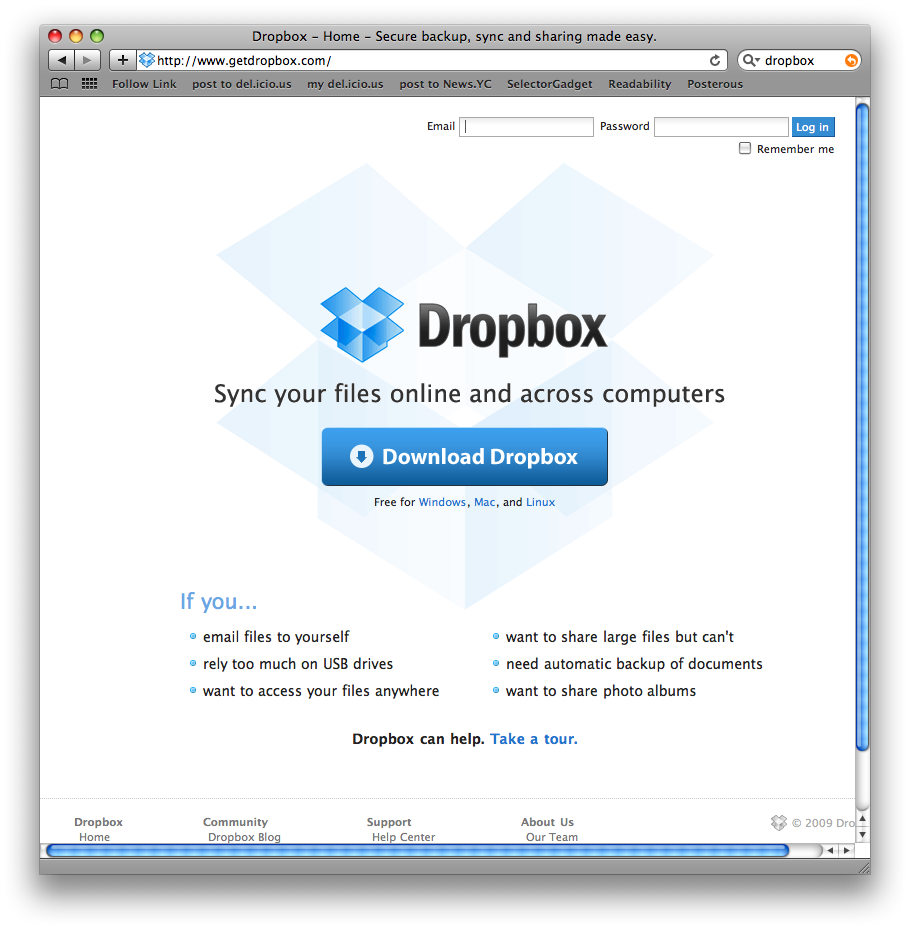 Dropbox – Home – Secure backup, sync and sharing made easy.
http://www.getdropbox.com/
dropbox
Follow Link post to del.icio.us my del.icio.us post to News.YC SelectorGadget Readability Posterous
Email Password Log in
Remember me
Dropbox
Sync your files online and across computers
Download Dropbox
Free for Windows, Mac, and Linux
If you...
email files to yourself
rely too much on USB drives
want to access your files anywhere
want to share large files but can't
need automatic backup of documents
want to share photo albums
Dropbox can help. Take a tour.
Dropbox
Home
Community
Dropbox Blog
Support
Help Center
About Us
Our Team
© 2009 Dro